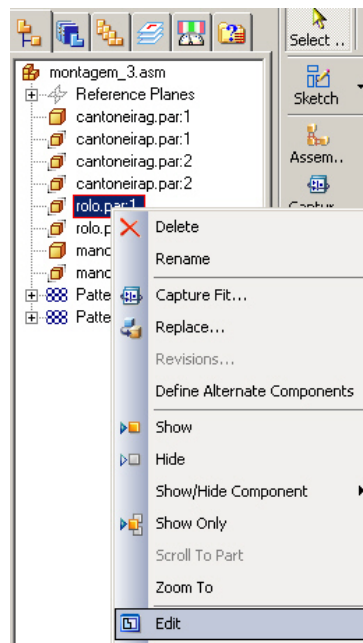 Select ..
montagem_3.asm
Reference Planes
Sketch
cantoneirag.par:1
cantoneirap.par:1
cantoneirag.par:2
Assem..
cantoneirap.par:2
rolo.par:1
rolo.p
Delete
Rename
Capture Fit...
Replace...
Revisions...
Define Alternate Components
Show
Hide
Show/Hide Component
Show Only
Scroll To Part
Zoom To
Edit